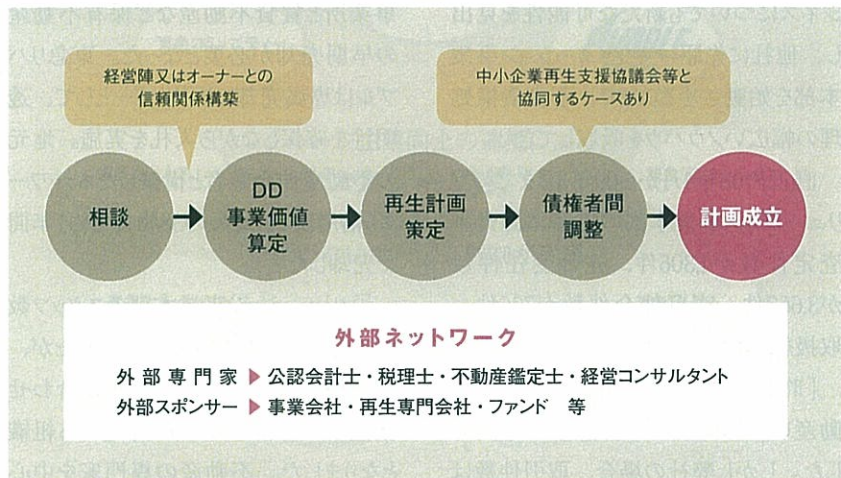 経営陣又はオーナーとの
信頼関係構築
中小企業再生支援協議会等と
協同するケースあり
相談
DD
事業価値
算定
再生計画
策定
債権者間
調整
計画成立
外部ネットワーク
外部専門家 ▶ 公認会計士・税理士・不動産鑑定士・経営コンサルタント
外部スポンサー ▶ 事業会社・再生専門会社・ファンド 等